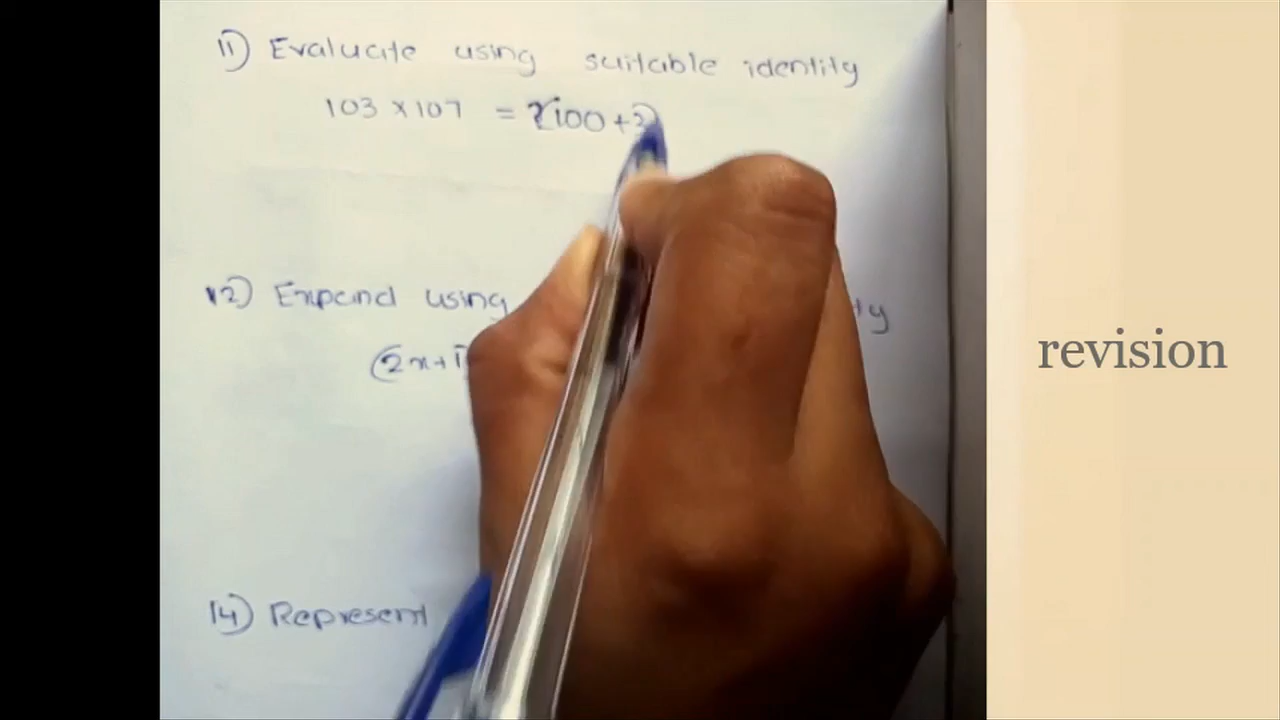 11) Evaluate using suitable identity
103 × 107 = (100 + 3)
12) Expand using
(2x+1
14) Represent
revision